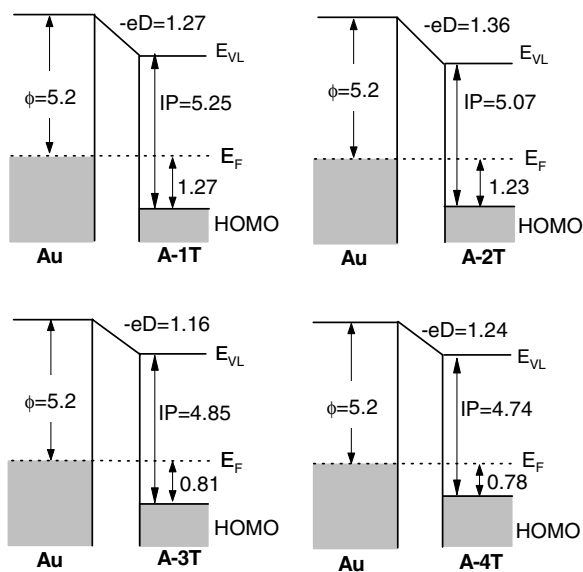 -eD=1.27
E_VL
ϕ=5.2
IP=5.25
E_F
1.27
HOMO
Au
A-1T
-eD=1.36
E_VL
ϕ=5.2
IP=5.07
E_F
1.23
HOMO
Au
A-2T
-eD=1.16
E_VL
ϕ=5.2
IP=4.85
E_F
0.81
HOMO
Au
A-3T
-eD=1.24
E_VL
ϕ=5.2
IP=4.74
E_F
0.78
HOMO
Au
A-4T